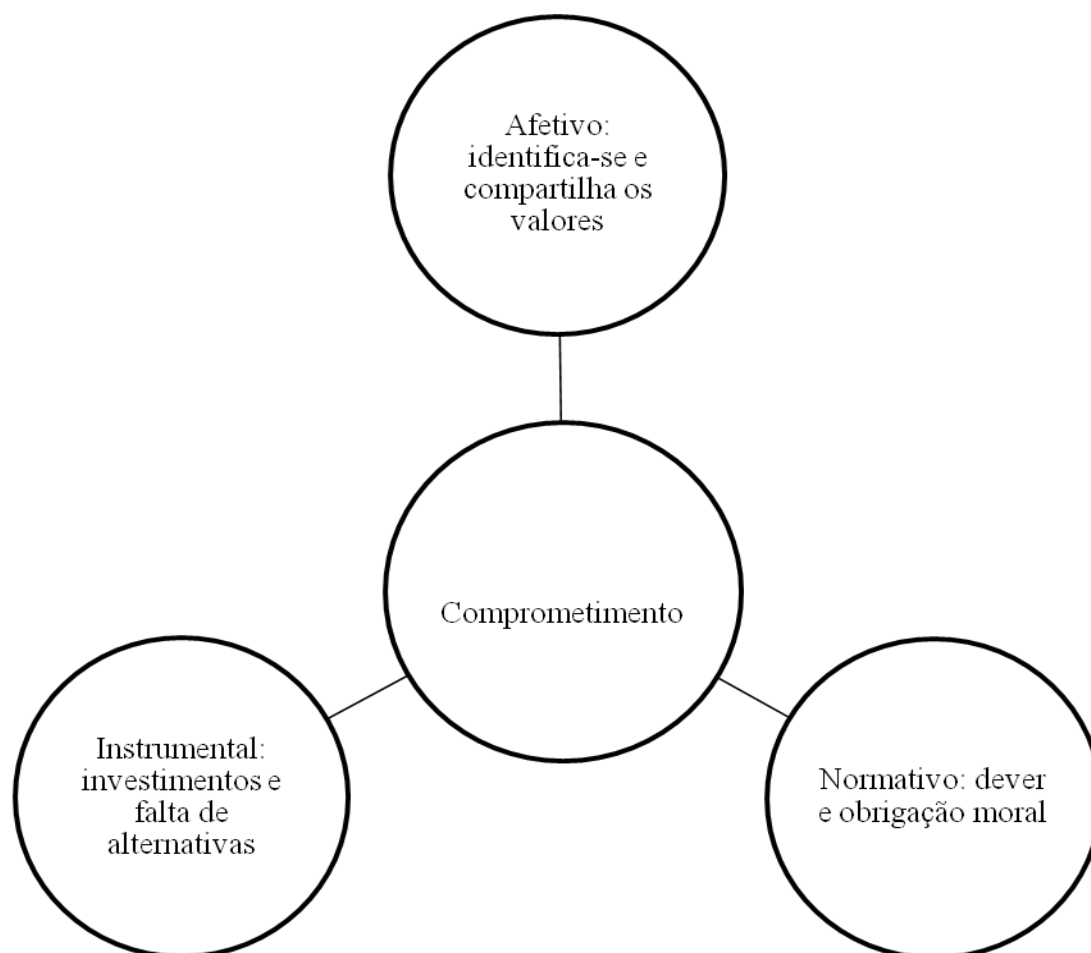 Afetivo:
identifica-se e
compartilha os
valores
Comprometimento
Instrumental:
investimentos e
falta de
alternativas
Normativo: dever
e obrigação moral